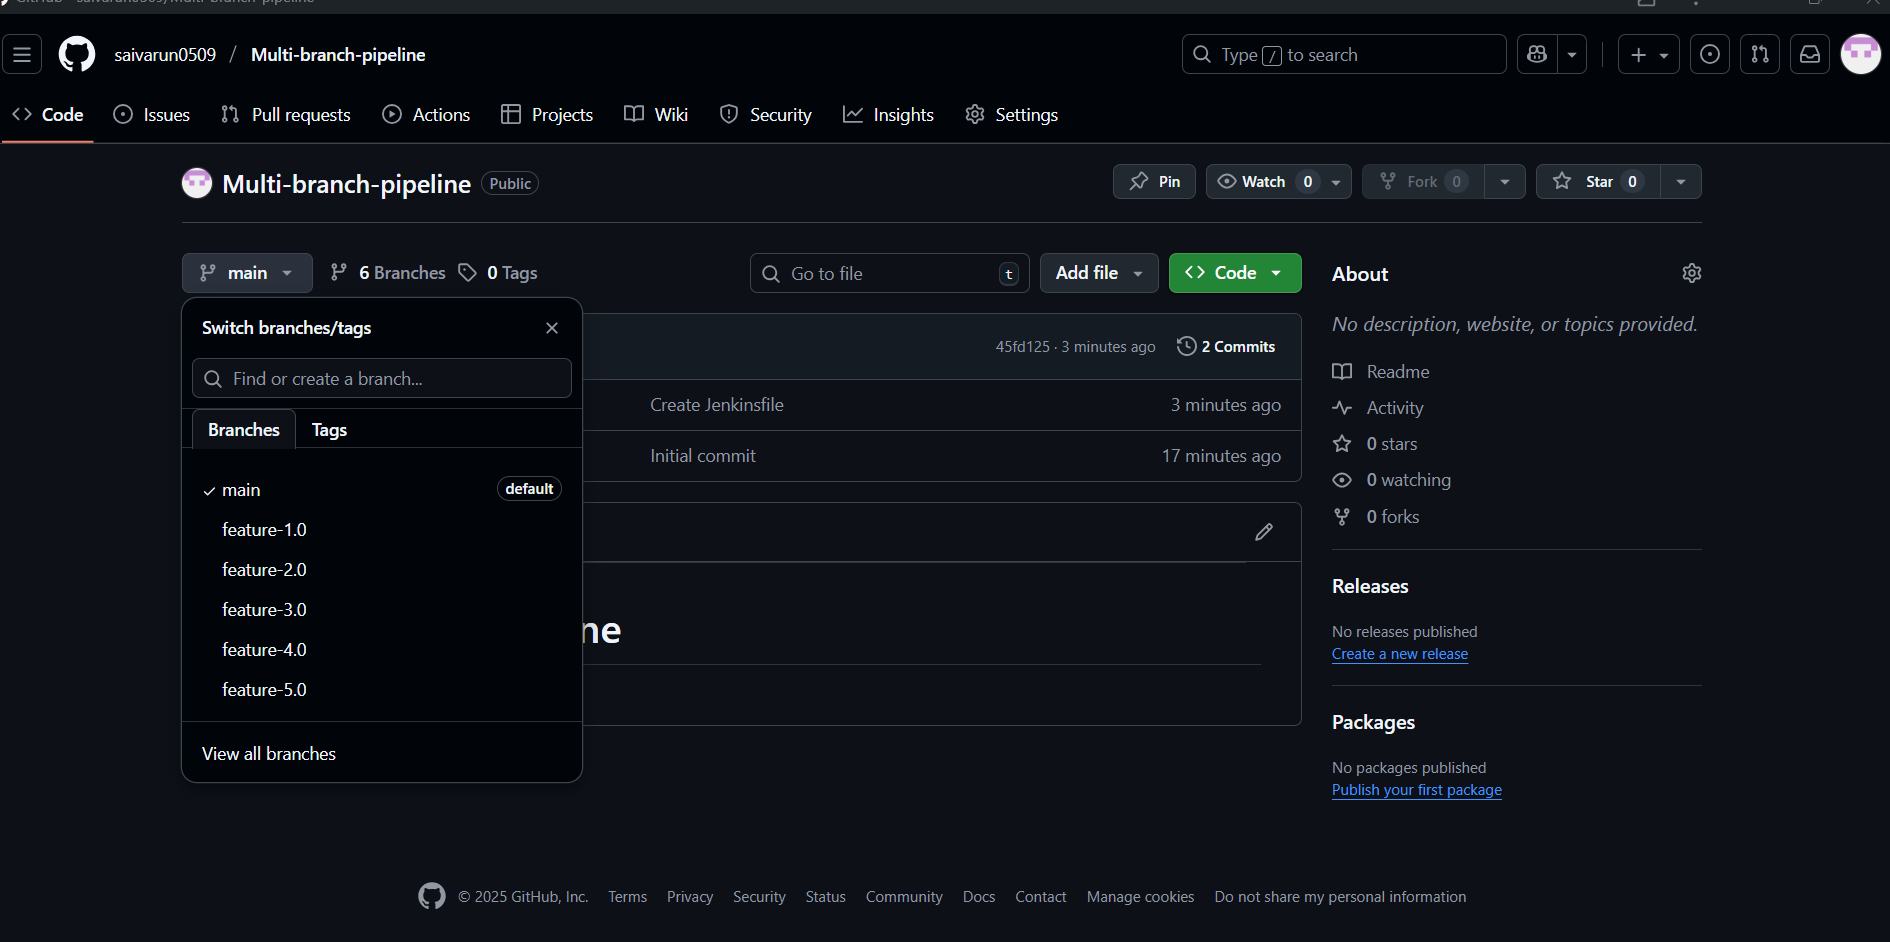 GitHub - saivarun0509/Multi-branch-pipeline
saivarun0509 / Multi-branch-pipeline
Type / to search
Code Issues Pull requests Actions Projects Wiki Security Insights Settings
Multi-branch-pipeline Public
Pin Watch 0 Fork 0 Star 0
main 6 Branches 0 Tags
Go to file t Add file Code
Switch branches/tags
Find or create a branch...
Branches Tags
main default
feature-1.0
feature-2.0
feature-3.0
feature-4.0
feature-5.0
View all branches
45fd125 · 3 minutes ago 2 Commits
Create Jenkinsfile 3 minutes ago
Initial commit 17 minutes ago
ne
About
No description, website, or topics provided.
Readme
Activity
0 stars
0 watching
0 forks
Releases
No releases published
Create a new release
Packages
No packages published
Publish your first package
© 2025 GitHub, Inc. Terms Privacy Security Status Community Docs Contact Manage cookies Do not share my personal information